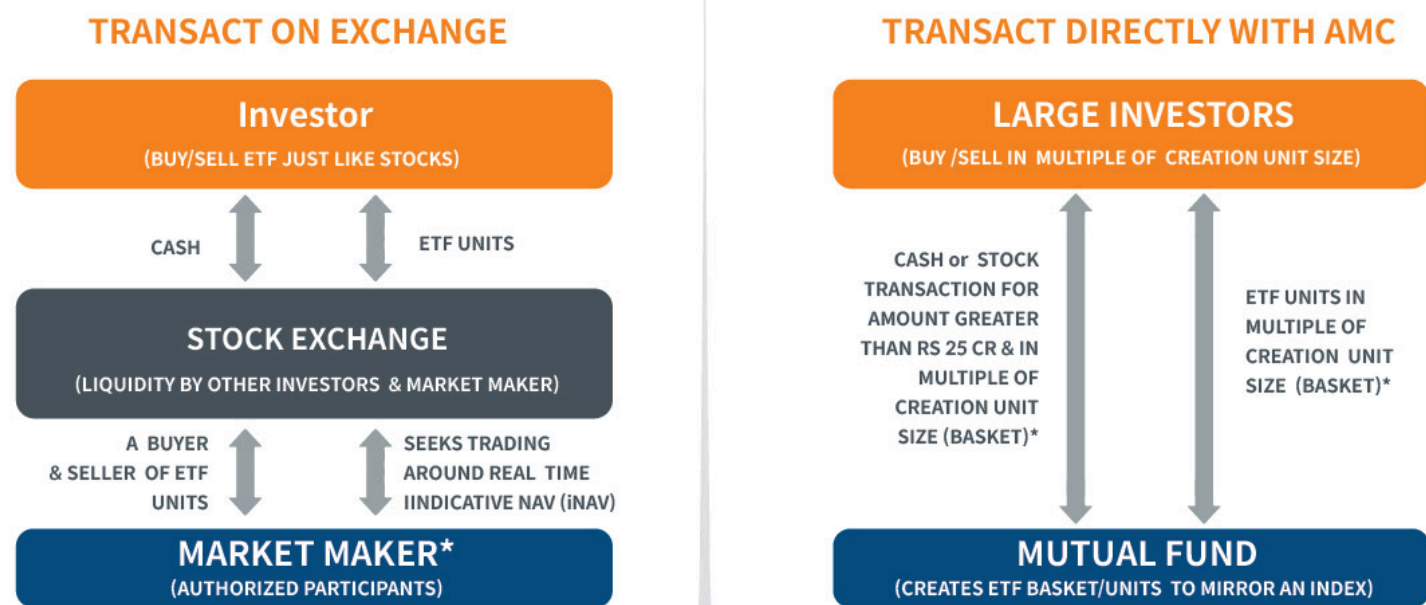 TRANSACT ON EXCHANGE
Investor
(BUY/SELL ETF JUST LIKE STOCKS)
CASH
ETF UNITS
STOCK EXCHANGE
(LIQUIDITY BY OTHER INVESTORS & MARKET MAKER)
A BUYER
& SELLER OF ETF
UNITS
SEEKS TRADING
AROUND REAL TIME
IINDICATIVE NAV (iNAV)
MARKET MAKER*
(AUTHORIZED PARTICIPANTS)
TRANSACT DIRECTLY WITH AMC
LARGE INVESTORS
(BUY /SELL IN MULTIPLE OF CREATION UNIT SIZE)
CASH or STOCK
TRANSACTION FOR
AMOUNT GREATER
THAN RS 25 CR & IN
MULTIPLE OF
CREATION UNIT
SIZE (BASKET)*
ETF UNITS IN
MULTIPLE OF
CREATION UNIT
SIZE (BASKET)*
MUTUAL FUND
(CREATES ETF BASKET/UNITS TO MIRROR AN INDEX)